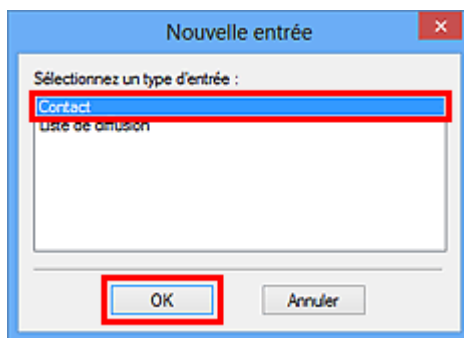 Nouvelle entrée
Sélectionnez un type d'entrée :
Contact
Liste de diffusion
OK
Annuler